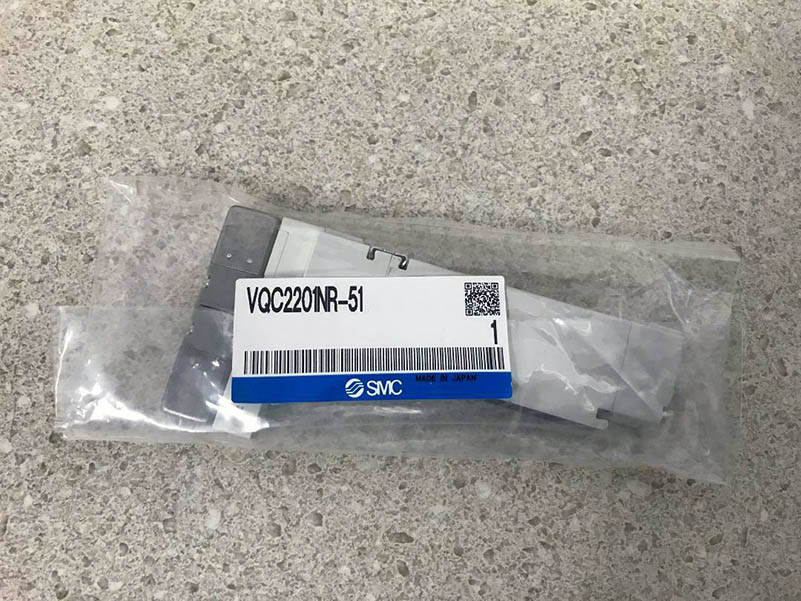 VQC2201NR-51
1
SMC
MADE IN JAPAN